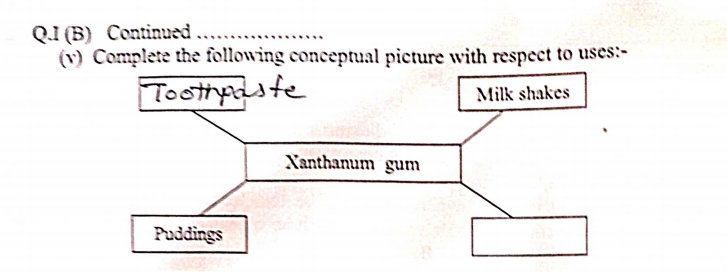 Q.I (B) Continued ...................
(v) Complete the following conceptual picture with respect to uses:-
Toothpaste
Milk shakes
Xanthanum gum
Puddings